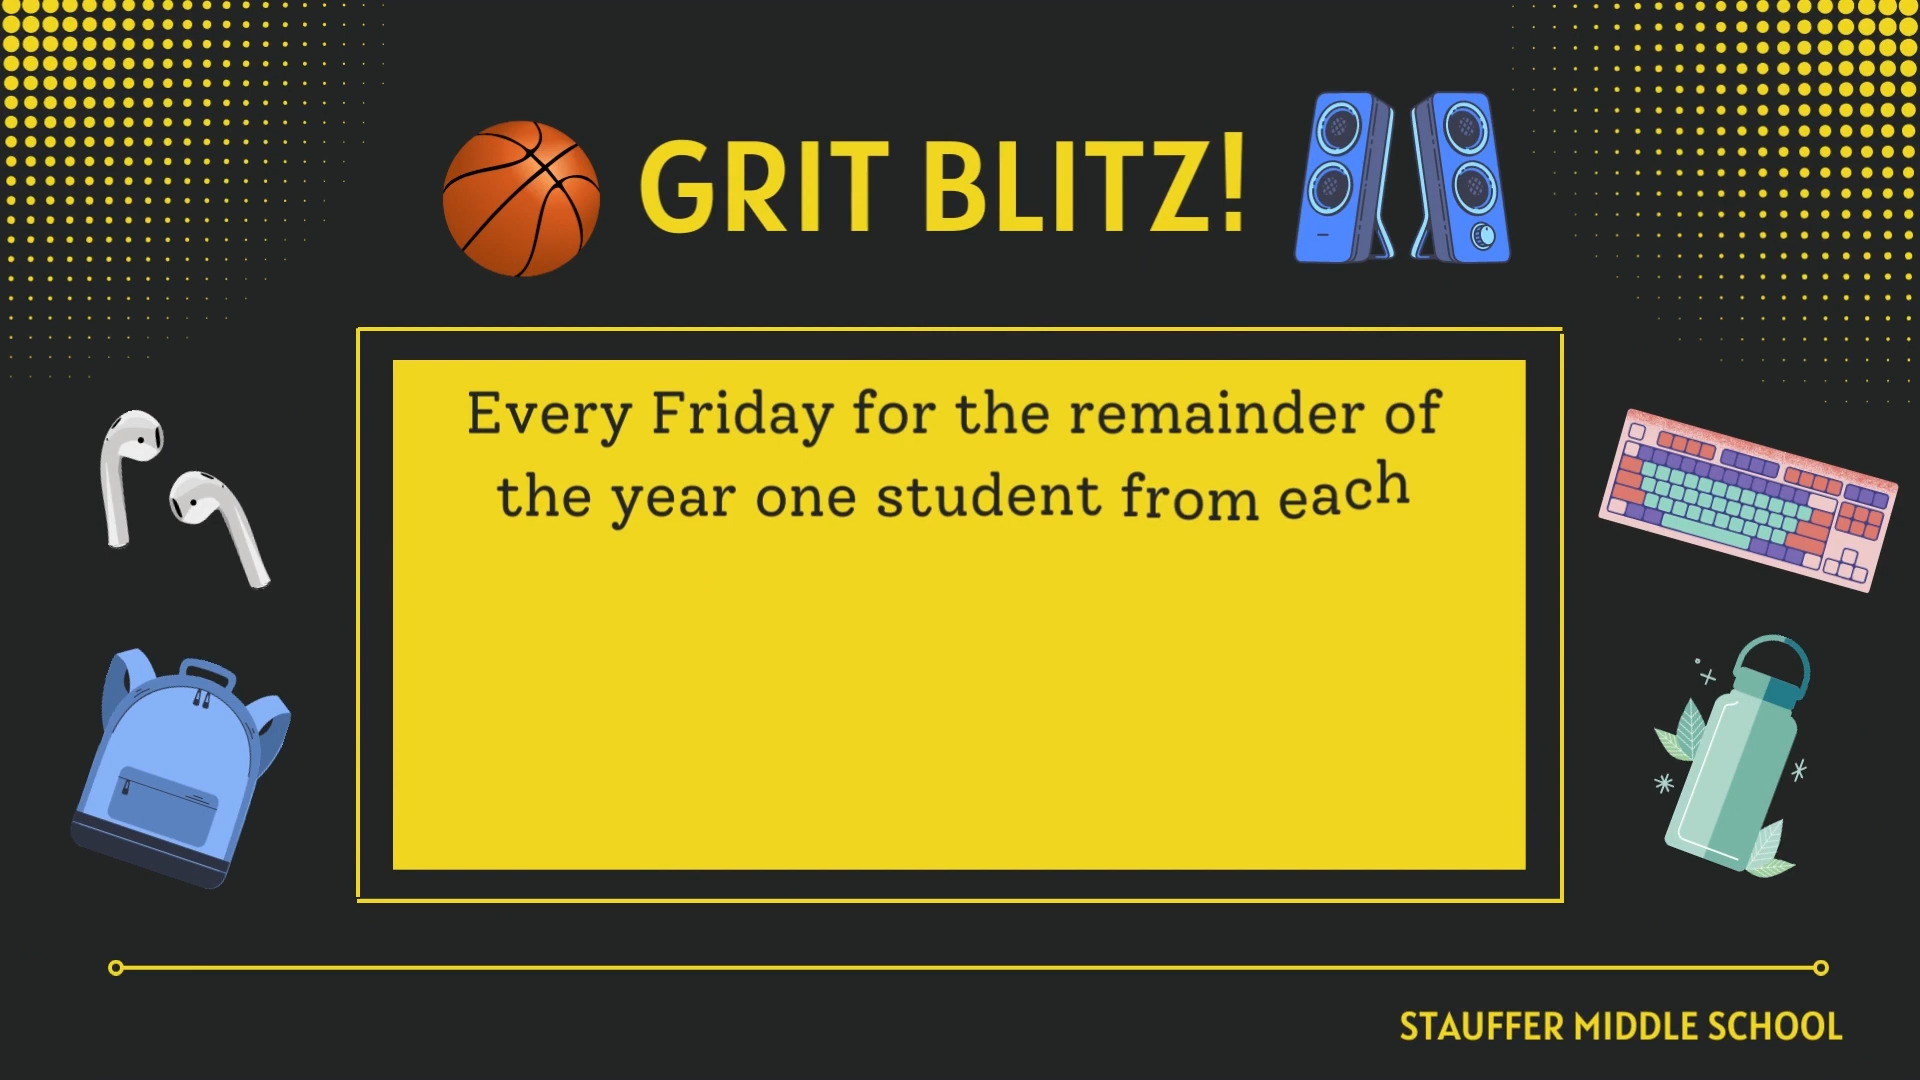 GRIT BLITZ!
Every Friday for the remainder of
the year one student from each
STAUFFER MIDDLE SCHOOL